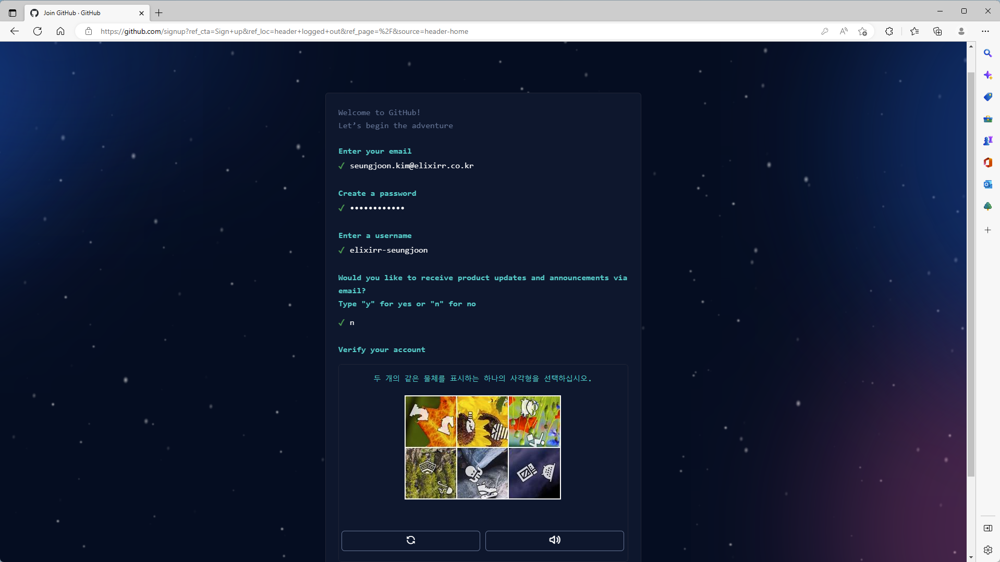 Join GitHub · GitHub
https://github.com/signup?ref_cta=Sign+up&ref_loc=header+logged+out&ref_page=%2F&source=header-home
Welcome to GitHub!
Let’s begin the adventure
Enter your email
✓ seungjoon.kim@elixirr.co.kr
Create a password
✓ ••••••••••••
Enter a username
✓ elixirr-seungjoon
Would you like to receive product updates and announcements via
email?
Type "y" for yes or "n" for no
✓ n
Verify your account
두 개의 같은 물체를 표시하는 하나의 사각형을 선택하십시오.